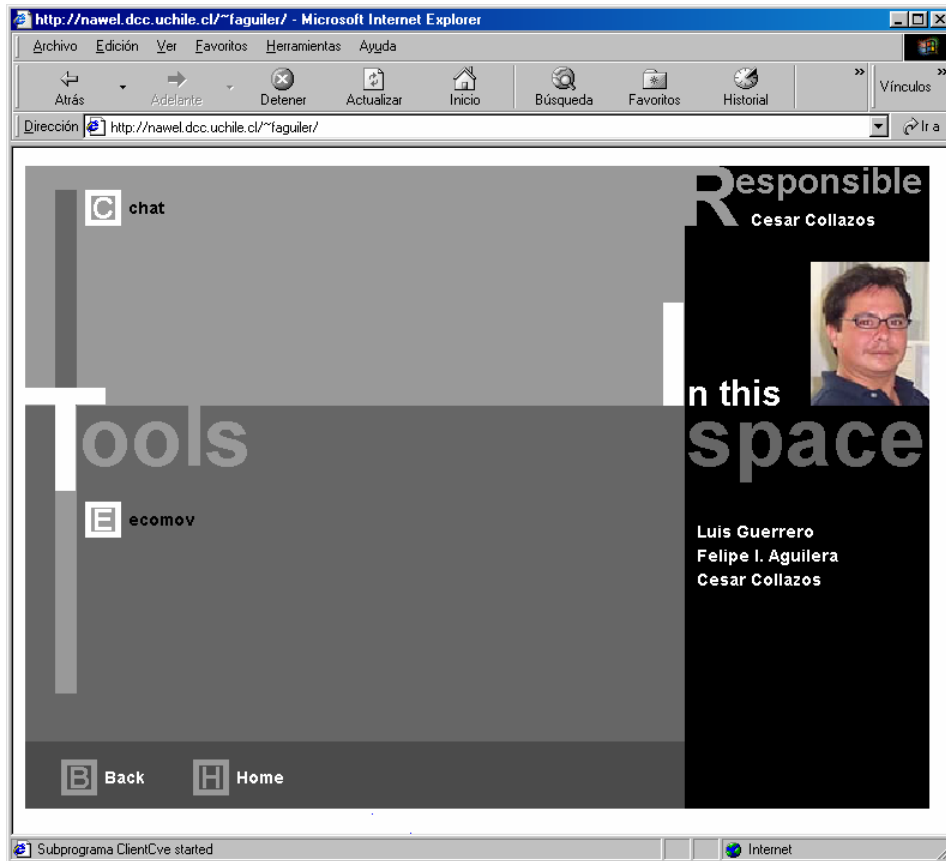 http://nawel.dcc.uchile.cl/~faguiler/ - Microsoft Internet Explorer
Archivo Edición Ver Favoritos Herramientas Ayuda
Atrás Adelante Detener Actualizar Inicio Búsqueda Favoritos Historial » Vínculos »
Dirección http://nawel.dcc.uchile.cl/~faguiler/ Ir a
Responsible
Cesar Collazos
C chat
In this
Tools
space
E ecomov
Luis Guerrero
Felipe I. Aguilera
Cesar Collazos
B Back H Home
Subprograma ClientCve started Internet